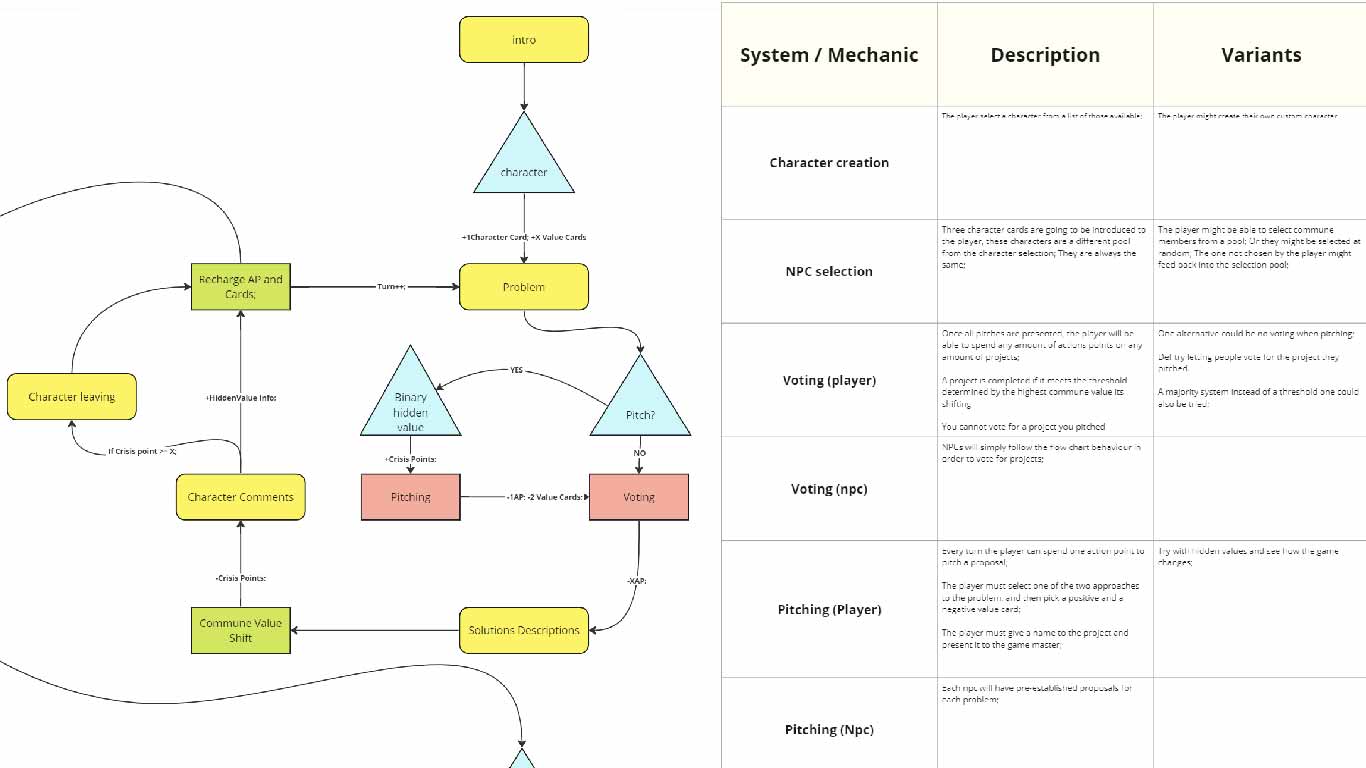 intro
character
+1Character Card; +X Value Cards
Recharge AP and
Cards;
Turn++;
Problem
Character leaving
+HiddenValue Info;
YES
Binary
hidden
value
Pitch?
If Crisis point >= X;
+Crisis Points;
NO
Character Comments
Pitching
-1AP; -2 Value Cards;
Voting
-Crisis Points;
-XAP;
Commune Value
Shift
Solutions Descriptions
System / Mechanic
Description
Variants
Character creation
The player select a character from a list of those available;
The player might create their own custom character
NPC selection
Three character cards are going to be introduced to
the player, these characters are a different pool
from the character selection; They are always the
same;
The player might be able to select commune
members from a pool; Or they might be selected at
random; The one not chosen by the player might
feed back into the selection pool;
Voting (player)
Once all pitches are presented, the player will be
able to spend any amount of actions points on any
amount of projects;
A project is completed if it meets the threshold
determined by the highest commune value its
shifting
You cannot vote for a project you pitched
One alternative could be no voting when pitching;
Def try letting people vote for the project they
pitched.
A majority system instead of a threshold one could
also be tried;
Voting (npc)
NPCs will simply follow the flow chart behaviour in
order to vote for projects;
Pitching (Player)
Every turn the player can spend one action point to
pitch a proposal;
The player must select one of the two approaches
to the problem, and then pick a positive and a
negative value card;
The player must give a name to the project and
present it to the game master;
Try with hidden values and see how the game
changes;
Pitching (Npc)
Each npc will have pre-established proposals for
each problem;